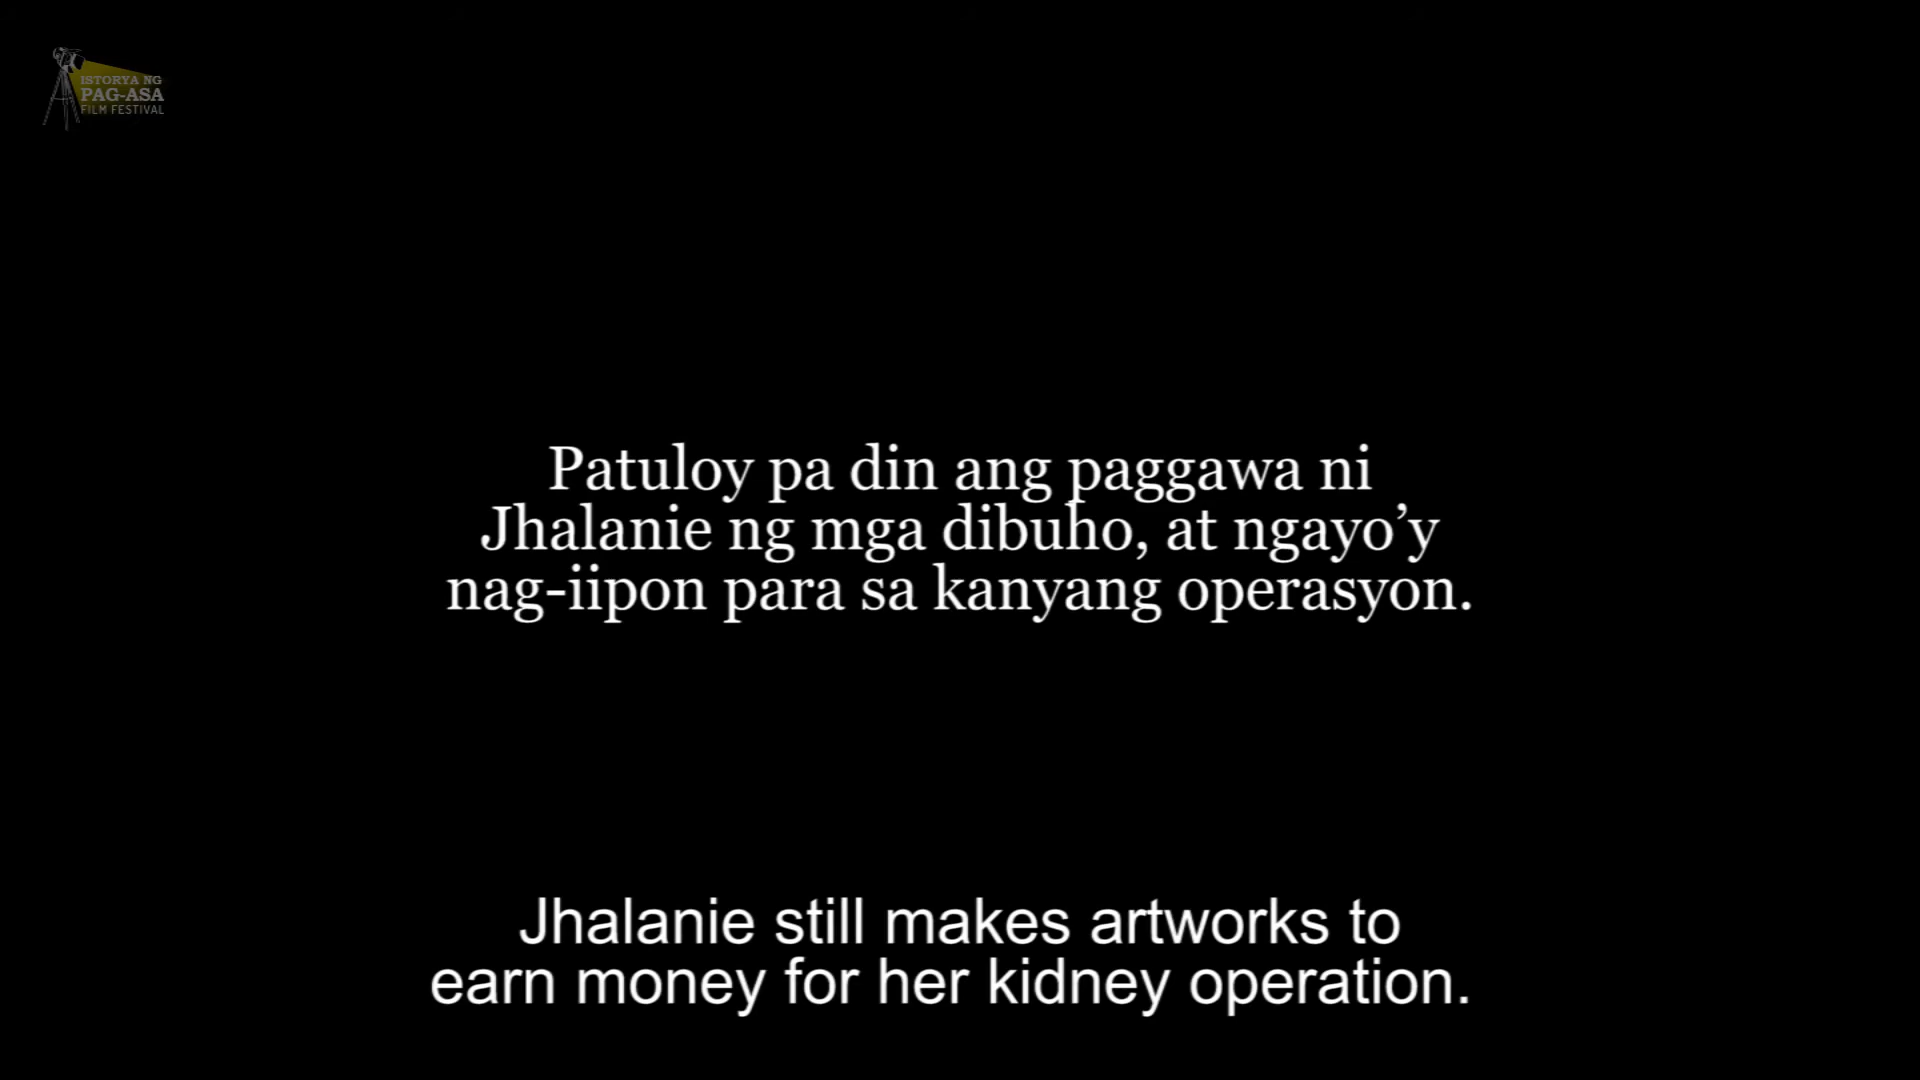 ISTORYA NG
PAG-ASA
FILM FESTIVAL
Patuloy pa din ang paggawa ni
Jhalanie ng mga dibuho, at ngayo’y
nag-iipon para sa kanyang operasyon.
Jhalanie still makes artworks to
earn money for her kidney operation.